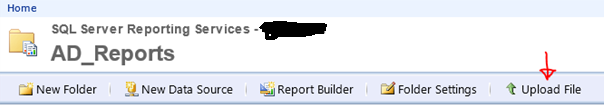 Home
SQL Server Reporting Services -
AD_Reports
New Folder New Data Source Report Builder Folder Settings Upload File